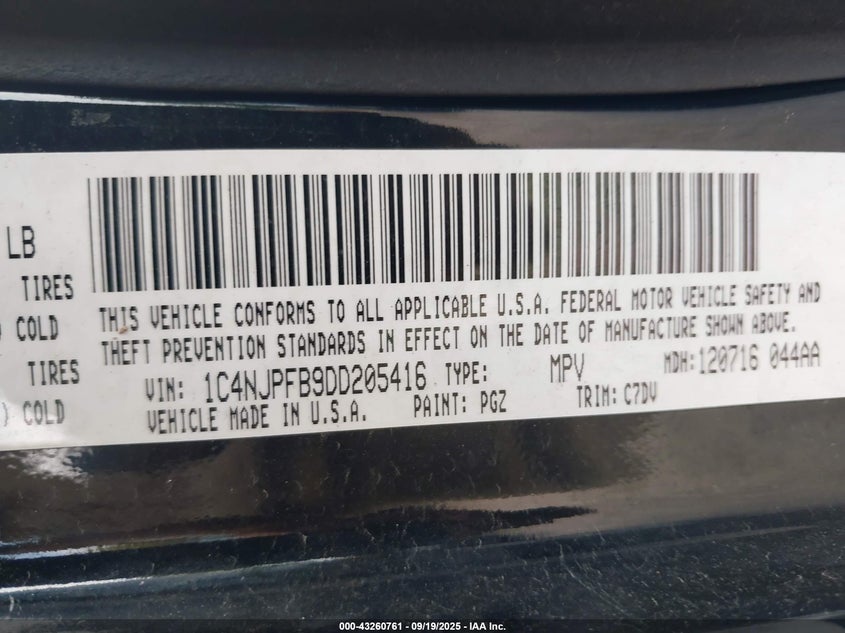 LB
TIRES
) COLD
TIRES
) COLD
THIS VEHICLE CONFORMS TO ALL APPLICABLE U.S.A. FEDERAL MOTOR VEHICLE SAFETY AND
THEFT PREVENTION STANDARDS IN EFFECT ON THE DATE OF MANUFACTURE SHOWN ABOVE.
VIN: 1C4NJPFB9DD205416 TYPE: MPV MDH:120716 044AA
VEHICLE MADE IN U.S.A. PAINT: PGZ TRIM: C7DV
000-43260761 - 09/19/2025 - IAA Inc.